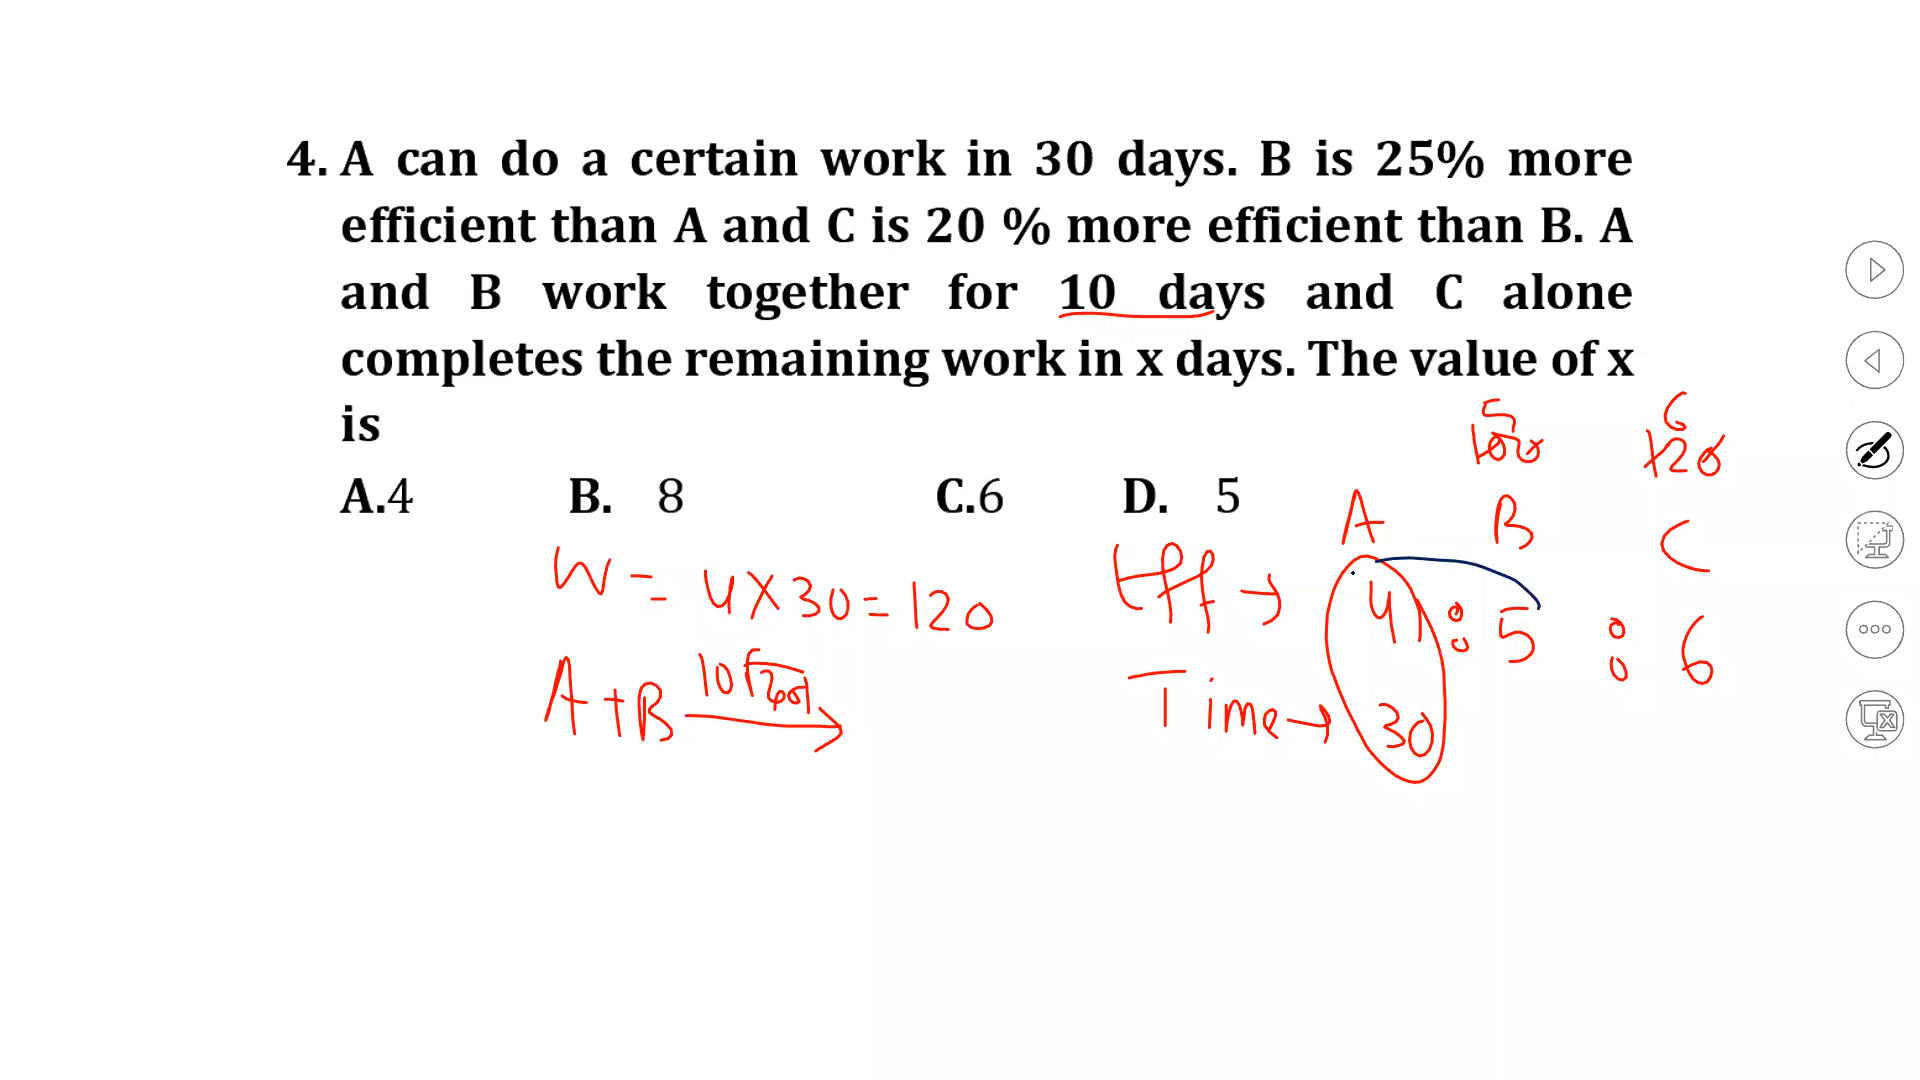 4. A can do a certain work in 30 days. B is 25% more
efficient than A and C is 20 % more efficient than B. A
and B work together for 10 days and C alone
completes the remaining work in x days. The value of x
is
5 6
100 120
A.4 B. 8 C.6 D. 5
A B C
W = 4 X 30 = 120
Eff → 4 : 5 : 6
A+B 10
Time → 30